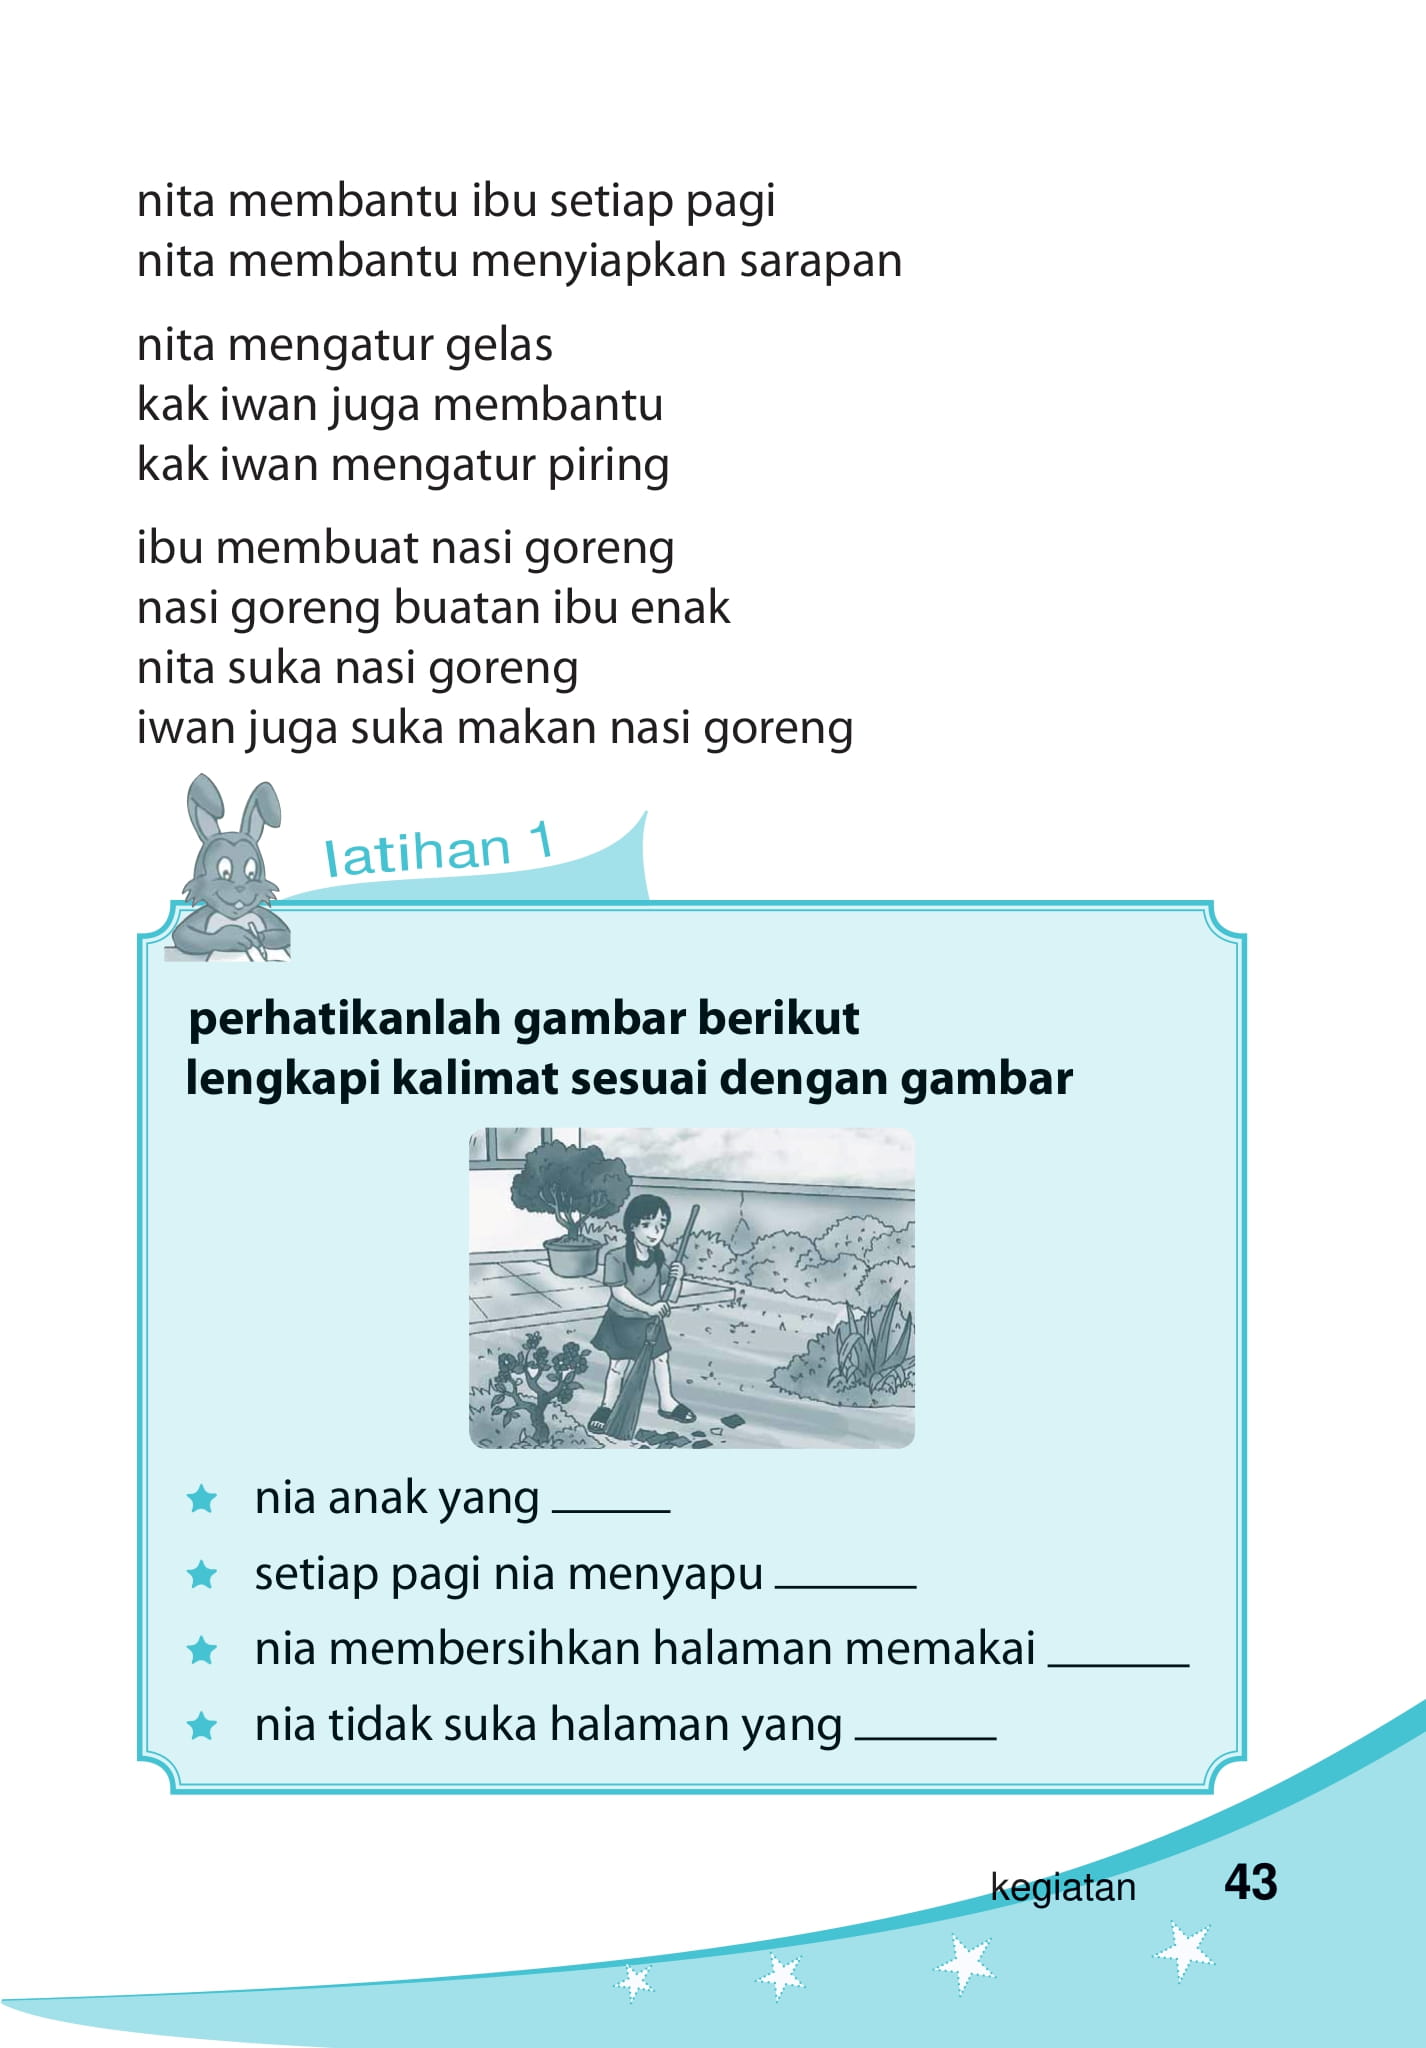 nita membantu ibu setiap pagi
nita membantu menyiapkan sarapan
nita mengatur gelas
kak iwan juga membantu
kak iwan mengatur piring
ibu membuat nasi goreng
nasi goreng buatan ibu enak
nita suka nasi goreng
iwan juga suka makan nasi goreng
latihan 1
perhatikanlah gambar berikut
lengkapi kalimat sesuai dengan gambar
nia anak yang _____
setiap pagi nia menyapu ______
nia membersihkan halaman memakai ______
nia tidak suka halaman yang ______
kegiatan 43